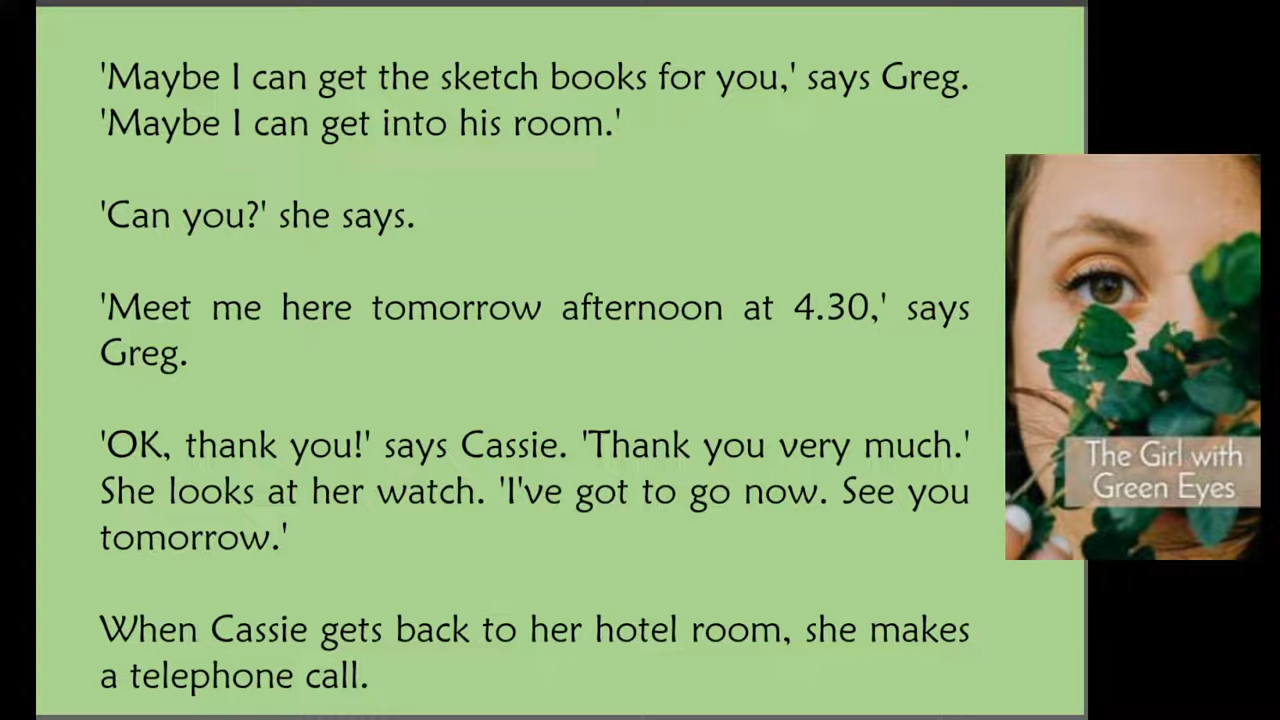 'Maybe I can get the sketch books for you,' says Greg.
'Maybe I can get into his room.'
'Can you?' she says.
'Meet me here tomorrow afternoon at 4.30,' says
Greg.
'OK, thank you!' says Cassie. 'Thank you very much.'
She looks at her watch. 'I've got to go now. See you
tomorrow.'
When Cassie gets back to her hotel room, she makes
a telephone call.
The Girl with
Green Eyes